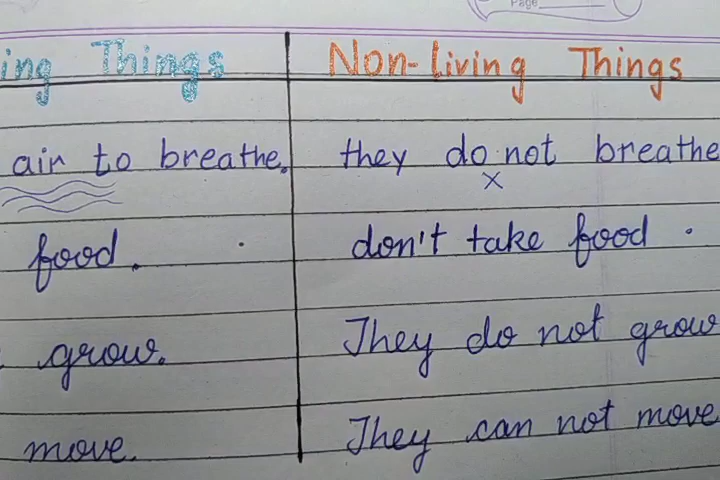 Page
ing Things Non-living Things
air to breathe. they do not breathe
food. don't take food .
grow. They do not grow
move. They can not move